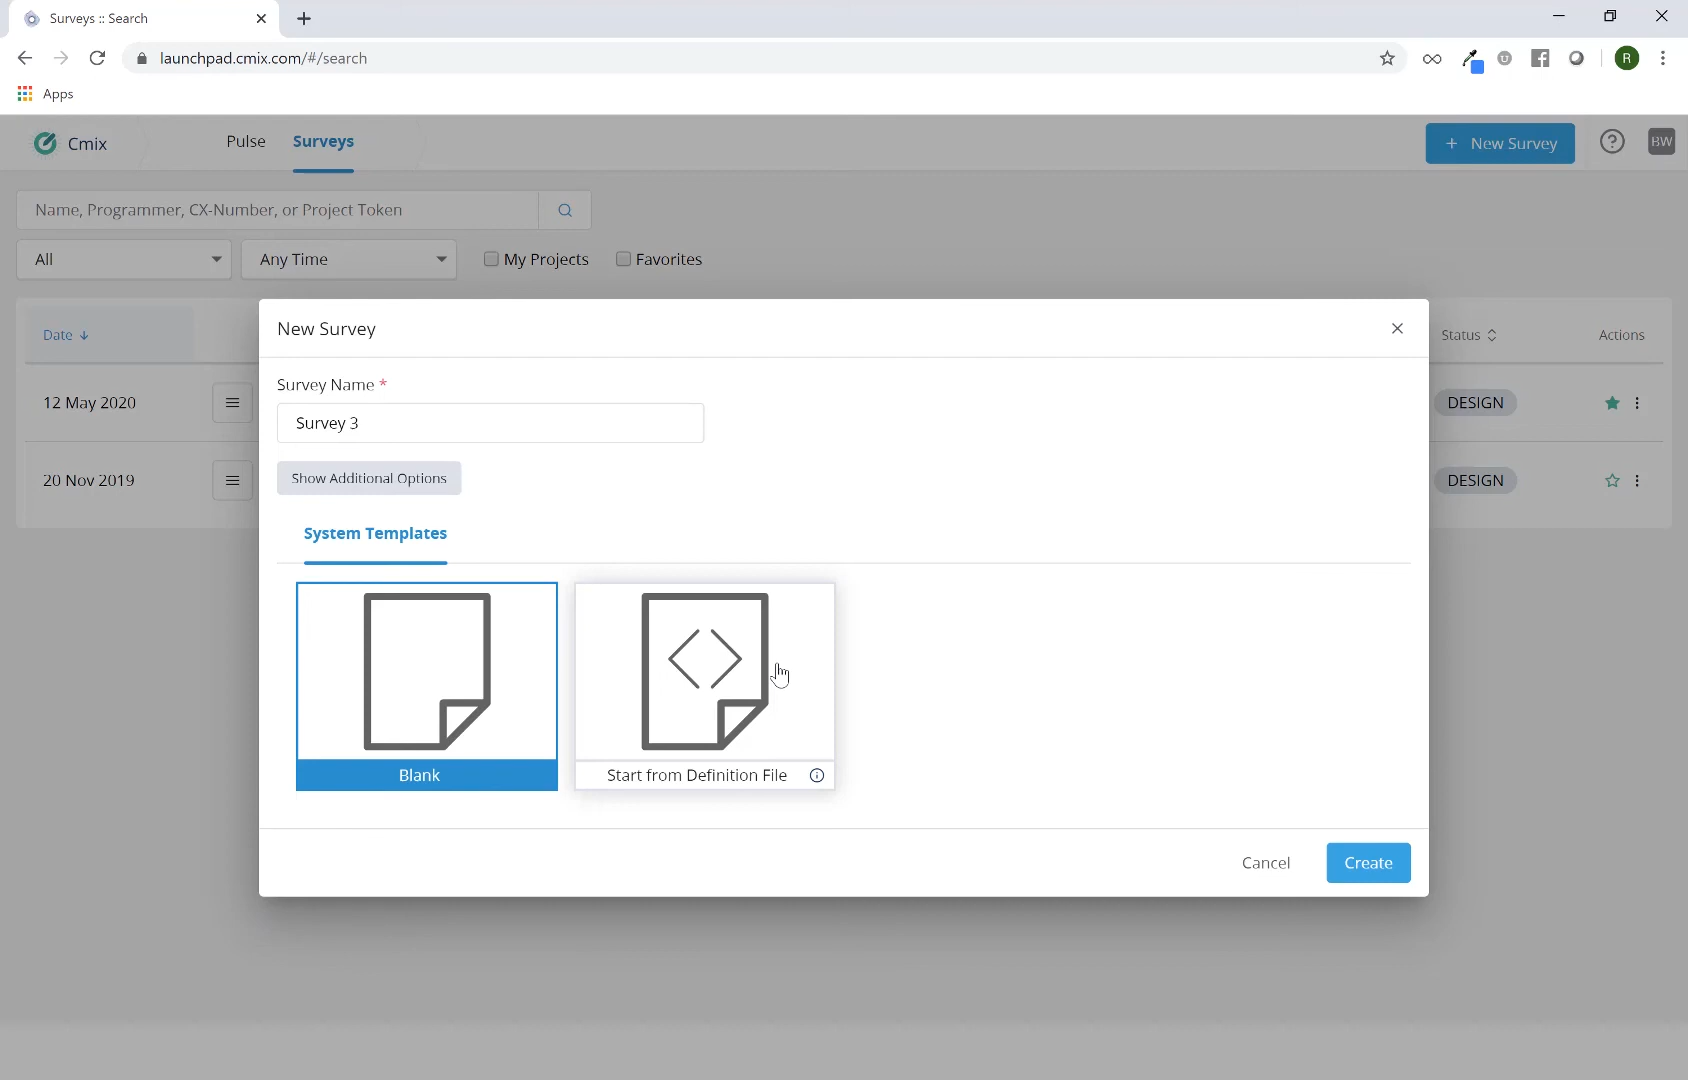 Surveys :: Search
launchpad.cmix.com/#/search
R
Apps
Cmix
Pulse
Surveys
+ New Survey
BW
Name, Programmer, CX-Number, or Project Token
All
Any Time
My Projects
Favorites
Date
Status
Actions
New Survey
Survey Name *
Survey 3
Show Additional Options
System Templates
Blank
Start from Definition File
Cancel
Create
12 May 2020
DESIGN
20 Nov 2019
DESIGN